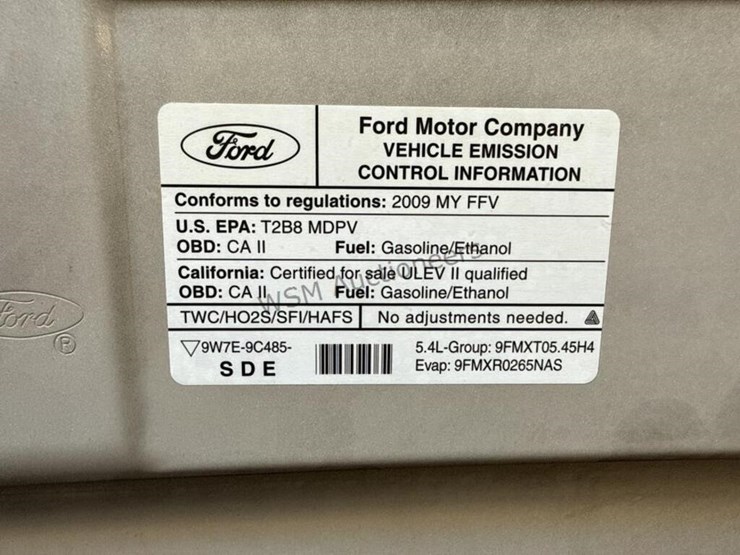 Ford
Ford Motor Company
VEHICLE EMISSION
CONTROL INFORMATION
Conforms to regulations: 2009 MY FFV
U.S. EPA: T2B8 MDPV
OBD: CA II Fuel: Gasoline/Ethanol
California: Certified for sale ULEV II qualified
OBD: CA II Fuel: Gasoline/Ethanol
TWC/HO2S/SFI/HAFS No adjustments needed.
9W7E-9C485-
SDE
5.4L-Group: 9FMXT05.45H4
Evap: 9FMXR0265NAS
WSM Auctioneers
Ford
P